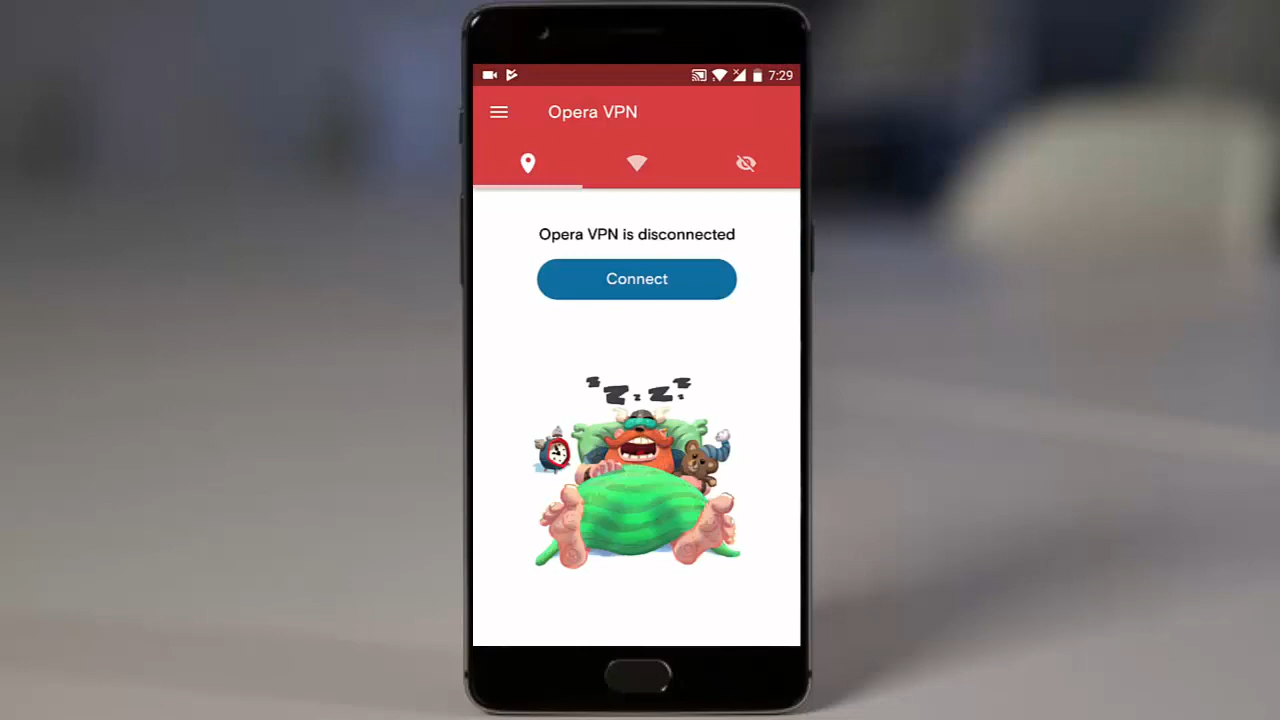 7:29
Opera VPN
Opera VPN is disconnected
Connect
z z z z z z